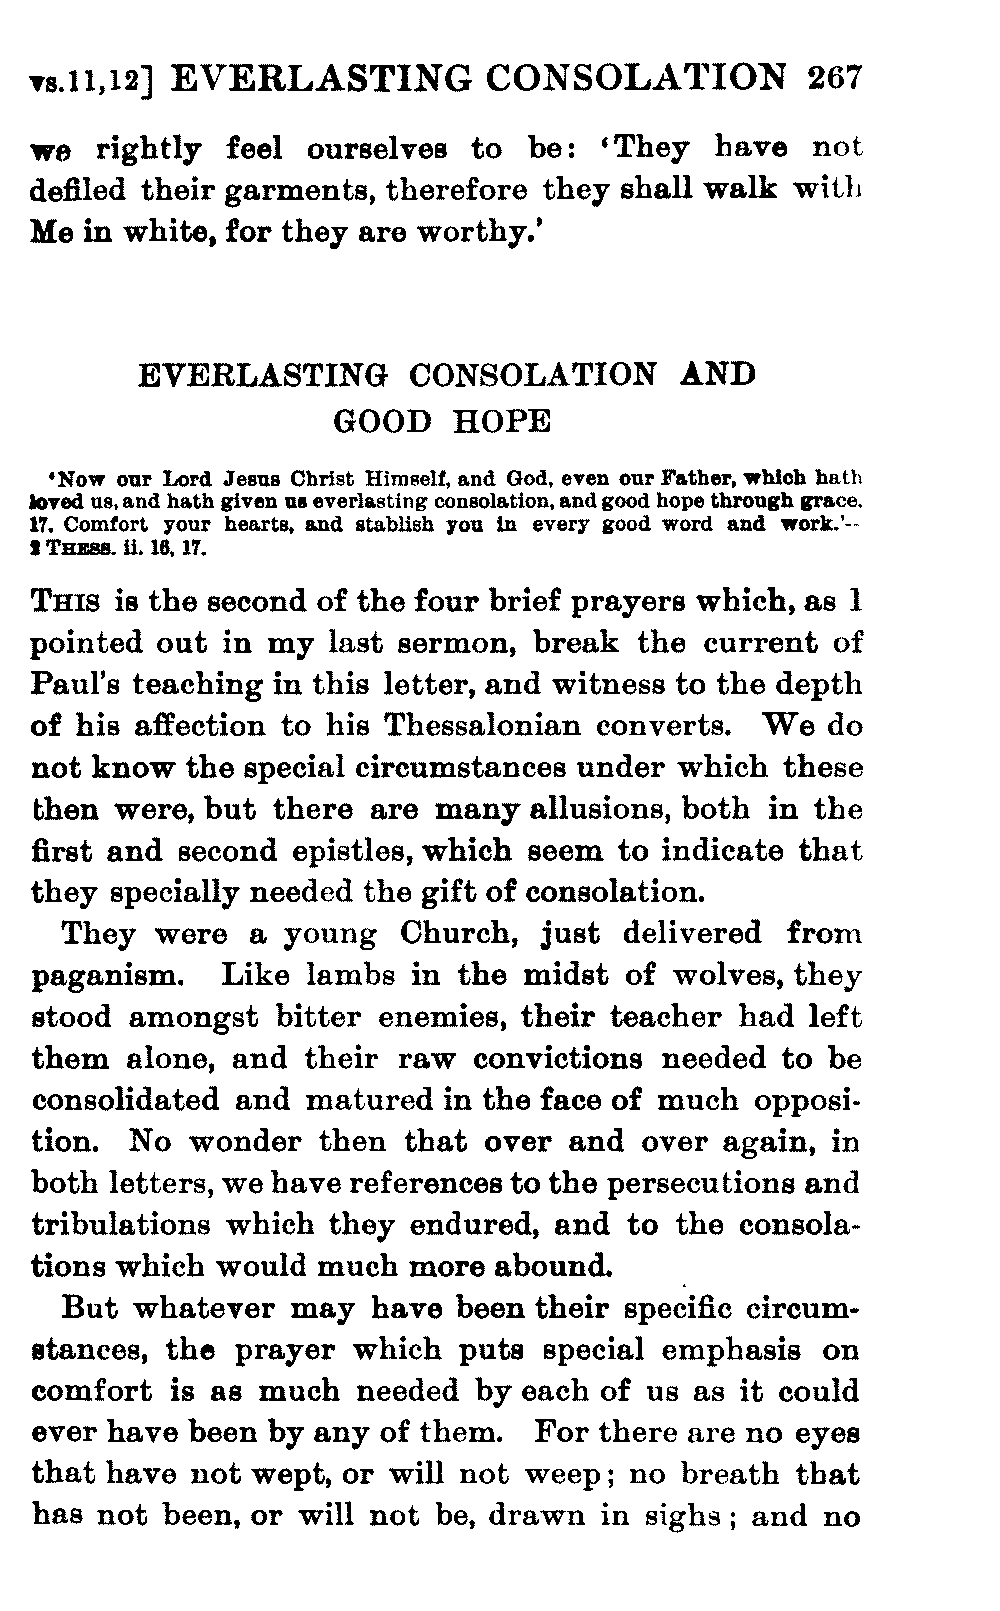 vs.11,12] EVERLASTING CONSOLATION 267
we rightly feel ourselves to be: ‘They have not
defiled their garments, therefore they shall walk with
Me in white, for they are worthy.’
EVERLASTING CONSOLATION AND
GOOD HOPE
‘Now our Lord Jesus Christ Himself, and God, even our Father, which hath
loved us, and hath given us everlasting consolation, and good hope through grace.
17. Comfort your hearts, and stablish you in every good word and work.’--
2 THESS. ii. 16, 17.
THIS is the second of the four brief prayers which, as I
pointed out in my last sermon, break the current of
Paul's teaching in this letter, and witness to the depth
of his affection to his Thessalonian converts. We do
not know the special circumstances under which these
then were, but there are many allusions, both in the
first and second epistles, which seem to indicate that
they specially needed the gift of consolation.
They were a young Church, just delivered from
paganism. Like lambs in the midst of wolves, they
stood amongst bitter enemies, their teacher had left
them alone, and their raw convictions needed to be
consolidated and matured in the face of much opposi-
tion. No wonder then that over and over again, in
both letters, we have references to the persecutions and
tribulations which they endured, and to the consola-
tions which would much more abound.
But whatever may have been their specific circum-
stances, the prayer which puts special emphasis on
comfort is as much needed by each of us as it could
ever have been by any of them. For there are no eyes
that have not wept, or will not weep; no breath that
has not been, or will not be, drawn in sighs; and no